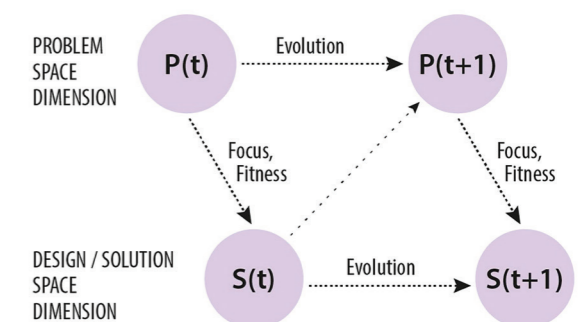 PROBLEM
SPACE
DIMENSION
P(t)
Evolution
P(t+1)
Focus,
Fitness
Focus,
Fitness
DESIGN / SOLUTION
SPACE
DIMENSION
S(t)
Evolution
S(t+1)